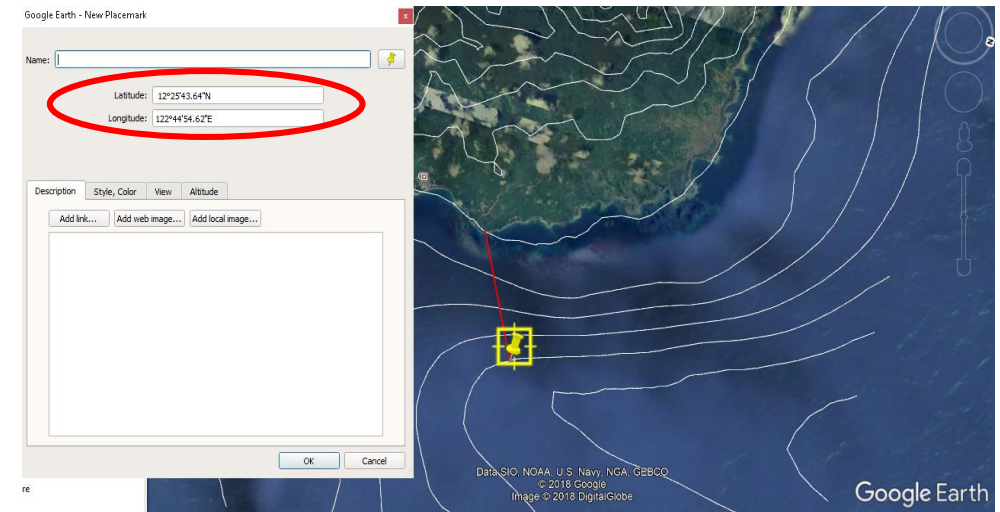 Google Earth - New Placemark
x
N
Name:
Latitude: 12°25'43.64"N
Longitude: 122°44'54.62"E
Description Style, Color View Altitude
Add link... Add web image... Add local image...
OK Cancel
Data SIO, NOAA, U.S. Navy, NGA, GEBCO
© 2018 Google
Image © 2018 DigitalGlobe
Google Earth
re